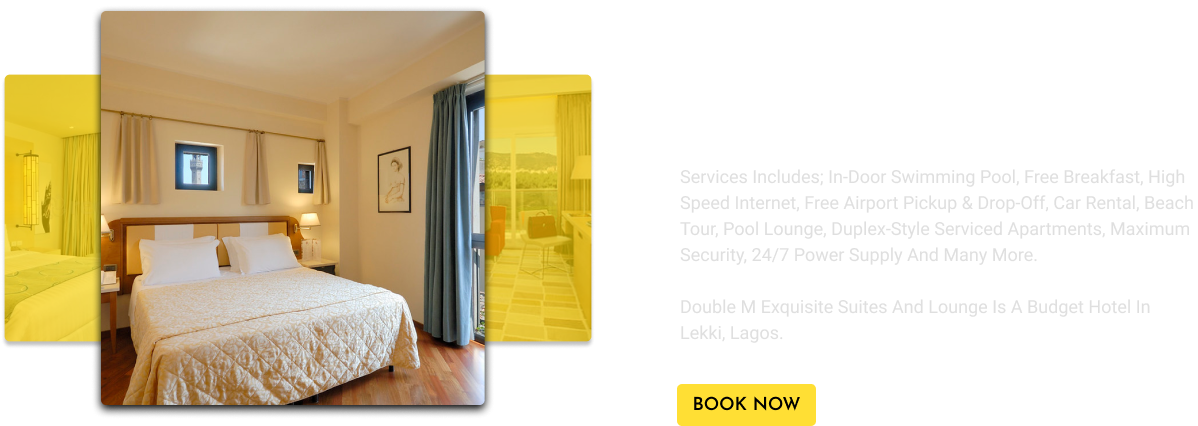 Services Includes; In-Door Swimming Pool, Free Breakfast, High
Speed Internet, Free Airport Pickup & Drop-Off, Car Rental, Beach
Tour, Pool Lounge, Duplex-Style Serviced Apartments, Maximum
Security, 24/7 Power Supply And Many More.
Double M Exquisite Suites And Lounge Is A Budget Hotel In
Lekki, Lagos.
BOOK NOW